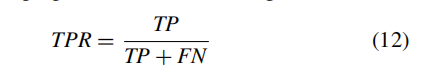 TPR = TP / TP + FN (12)